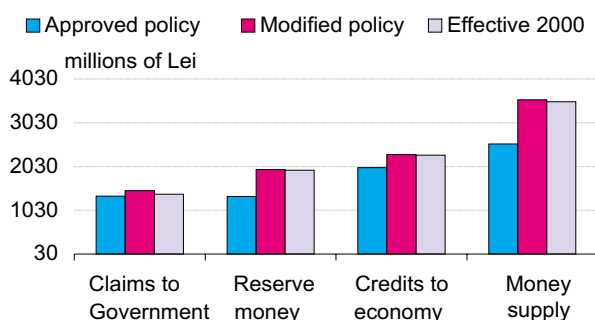 Approved policy Modified policy Effective 2000
millions of Lei
4030
3030
2030
1030
30
Claims to Government
Reserve money
Credits to economy
Money supply